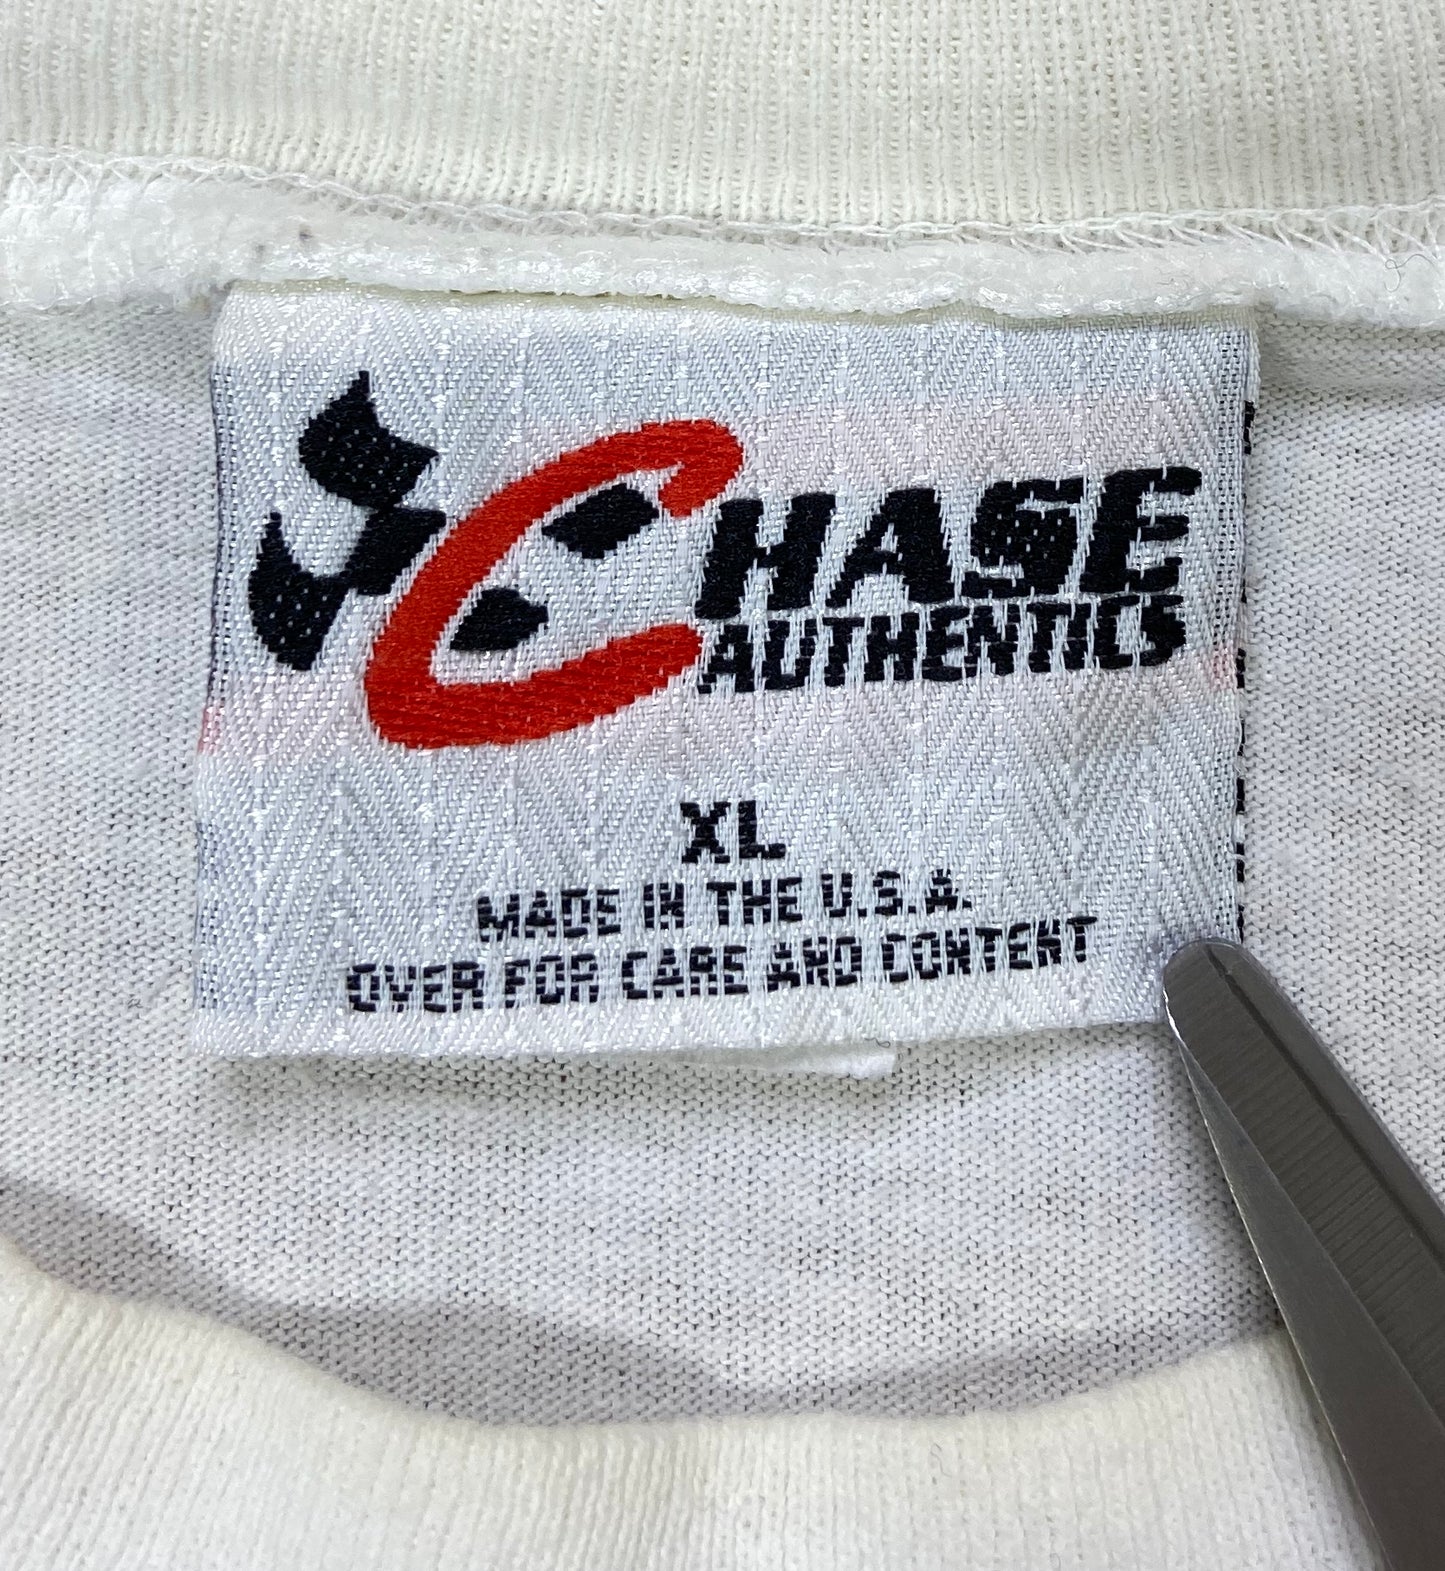 CHASE
AUTHENTICS
XL
MADE IN THE U.S.A.
OVER FOR CARE AND CONTENT